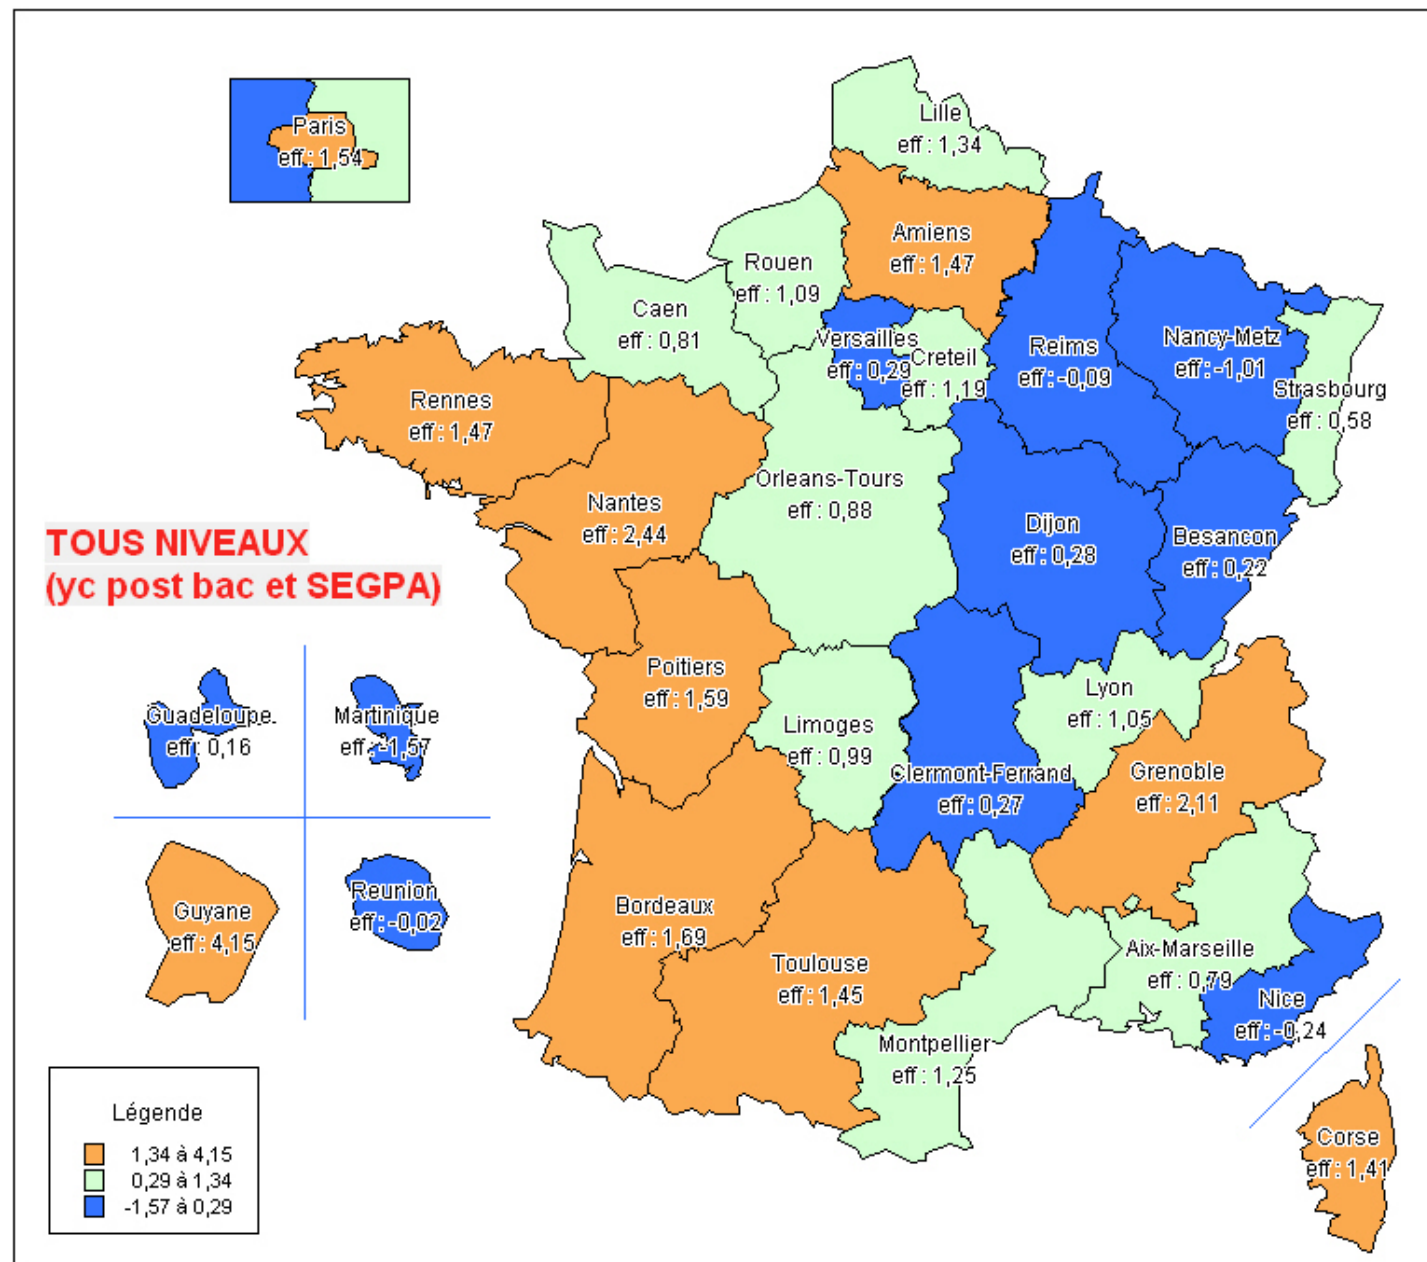 Paris
eff : 1,54
Lille
eff : 1,34
Amiens
eff : 1,47
Rouen
eff : 1,09
Caen
eff : 0,81
Versailles
eff : 0,29
Creteil
eff : 1,19
Reims
eff : -0,09
Nancy-Metz
eff : -1,01
Strasbourg
eff : 0,58
Rennes
eff : 1,47
Nantes
eff : 2,44
Orleans-Tours
eff : 0,88
Dijon
eff : 0,28
Besancon
eff : 0,22
TOUS NIVEAUX
(yc post bac et SEGPA)
Poitiers
eff : 1,59
Limoges
eff : 0,99
Lyon
eff : 1,05
Clermont-Ferrand
eff : 0,27
Grenoble
eff : 2,11
Guadeloupe.
eff : 0,16
Martinique
eff : -1,57
Guyane
eff : 4,15
Reunion
eff : -0,02
Bordeaux
eff : 1,69
Toulouse
eff : 1,45
Aix-Marseille
eff : 0,79
Nice
eff : -0,24
Montpellier
eff : 1,25
Corse
eff : 1,41
Légende
1,34 à 4,15
0,29 à 1,34
-1,57 à 0,29